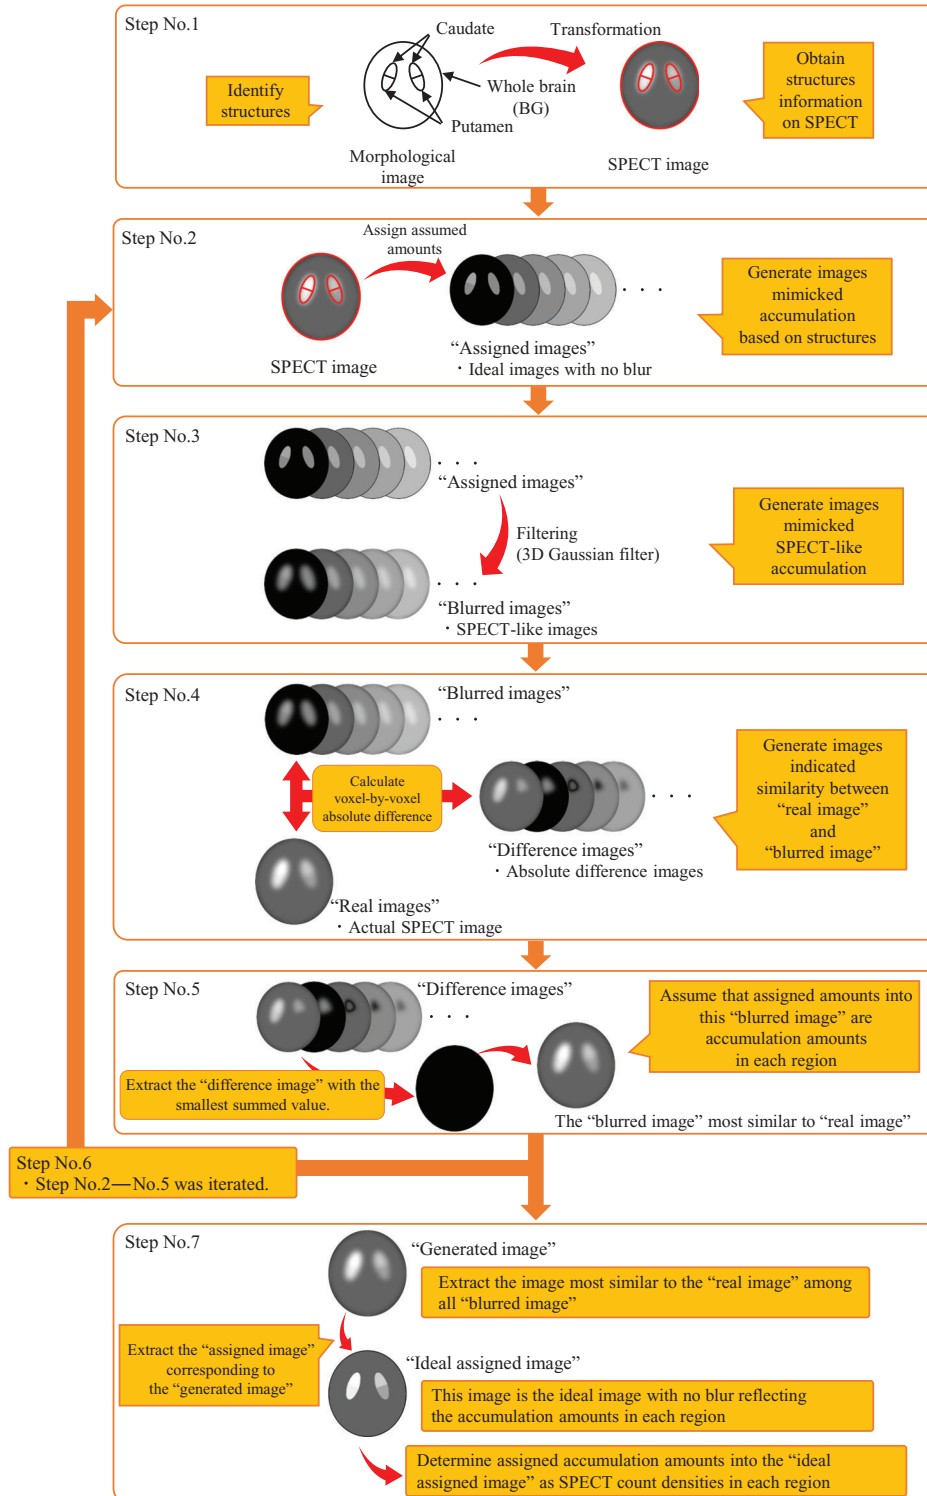 Step No.1
Caudate
Transformation
Identify
structures
Whole brain
(BG)
Putamen
Obtain
structures
information
on SPECT
Morphological
image
SPECT image
Step No.2
Assign assumed
amounts
. . .
Generate images
mimicked
accumulation
based on structures
“Assigned images”
・Ideal images with no blur
SPECT image
Step No.3
. . .
“Assigned images”
Filtering
(3D Gaussian filter)
Generate images
mimicked
SPECT-like
accumulation
. . .
“Blurred images”
・SPECT-like images
Step No.4
“Blurred images”
. . .
Calculate
voxel-by-voxel
absolute difference
. . .
Generate images
indicated
similarity between
“real image”
and
“blurred image”
“Difference images”
・Absolute difference images
“Real images”
・Actual SPECT image
Step No.5
“Difference images”
. . .
Assume that assigned amounts into
this “blurred image” are
accumulation amounts
in each region
Extract the “difference image” with the
smallest summed value.
The “blurred image” most similar to “real image”
Step No.6
・Step No.2—No.5 was iterated.
Step No.7
“Generated image”
Extract the image most similar to the “real image” among
all “blurred image”
Extract the “assigned image”
corresponding to
the “generated image”
“Ideal assigned image”
This image is the ideal image with no blur reflecting
the accumulation amounts in each region
Determine assigned accumulation amounts into the “ideal
assigned image” as SPECT count densities in each region